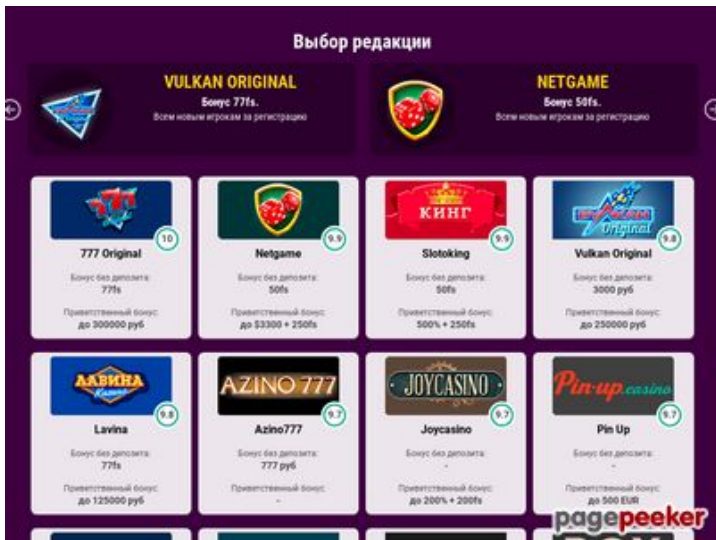 Выбор редакции
VULKAN ORIGINAL
Бонус 77fs.
Всем новым игрокам за регистрацию
NETGAME
Бонус 50fs.
Всем новым игрокам за регистрацию
777
10
777 Original
Бонус без депозита:
77fs
Приветственный бонус:
до 300000 руб
9.9
Netgame
Бонус без депозита:
50fs
Приветственный бонус:
до $3300 + 250fs
КИНГ
9.9
Slotoking
Бонус без депозита:
50fs
Приветственный бонус:
500% + 250fs
VULKAN
Original
9.8
Vulkan Original
Бонус без депозита:
3000 руб
Приветственный бонус:
до 250000 руб
ЛАВИНА
Казино
9.8
Lavina
Бонус без депозита:
77fs
Приветственный бонус:
до 125000 руб
AZINO 777
9.7
Azino777
Бонус без депозита:
777 руб
Приветственный бонус:
-
JOYCASINO
9.7
Joycasino
Бонус без депозита:
-
Приветственный бонус:
до 200% + 200fs
Pin-up.casino
9.7
Pin Up
Бонус без депозита:
-
Приветственный бонус:
до 500 EUR
pagepeeker